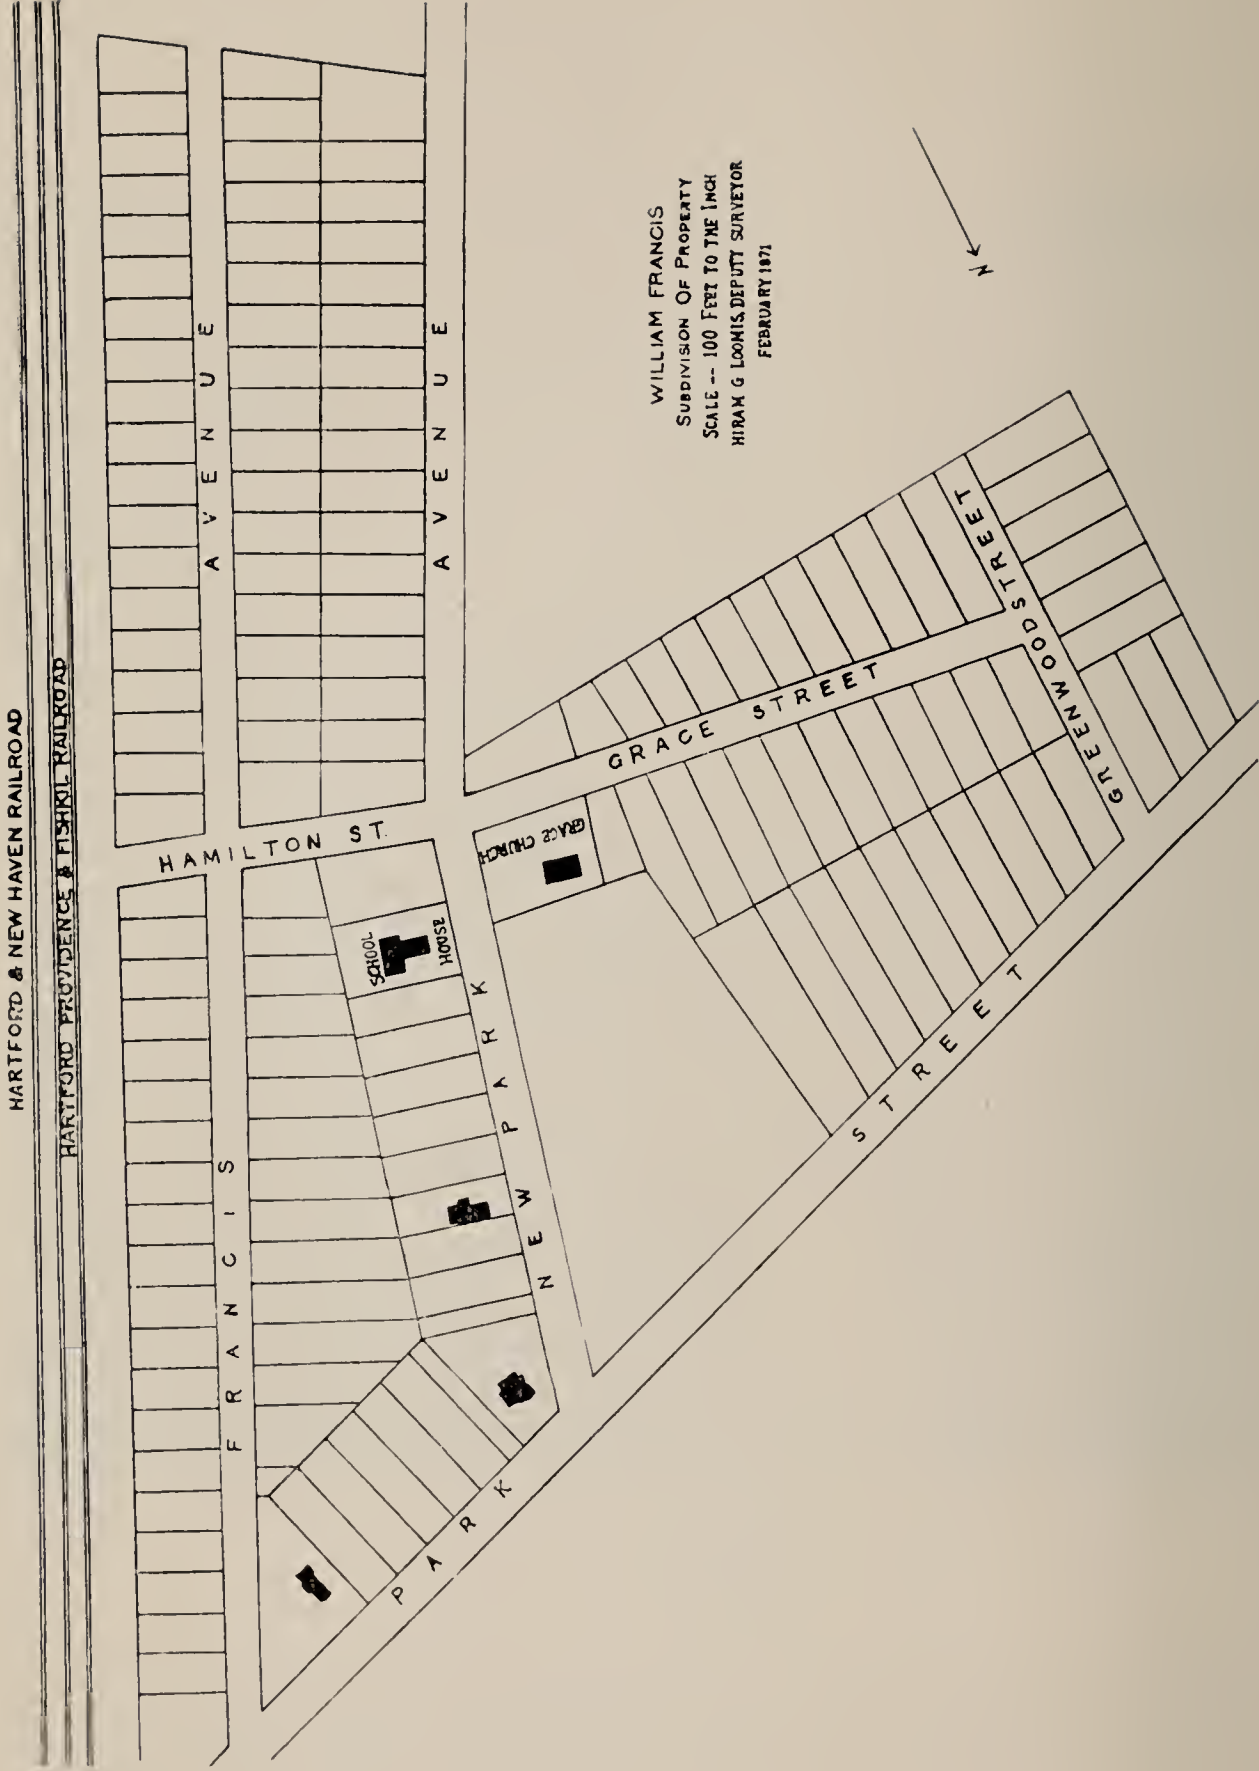 HARTFORD & NEW HAVEN RAILROAD
HARTFORD PROVIDENCE & FISHKIL RAILROAD
FRANCIS AVENUE
HAMILTON ST.
NEW PARK AVENUE
SCHOOL
HOUSE
GRACE CHURCH
GRACE STREET
GREENWOOD STREET
PARK STREET
WILLIAM FRANCIS
SUBDIVISION OF PROPERTY
SCALE -- 100 FEET TO THE INCH
HIRAM G LOOMIS, DEPUTY SURVEYOR
FEBRUARY 1871
N